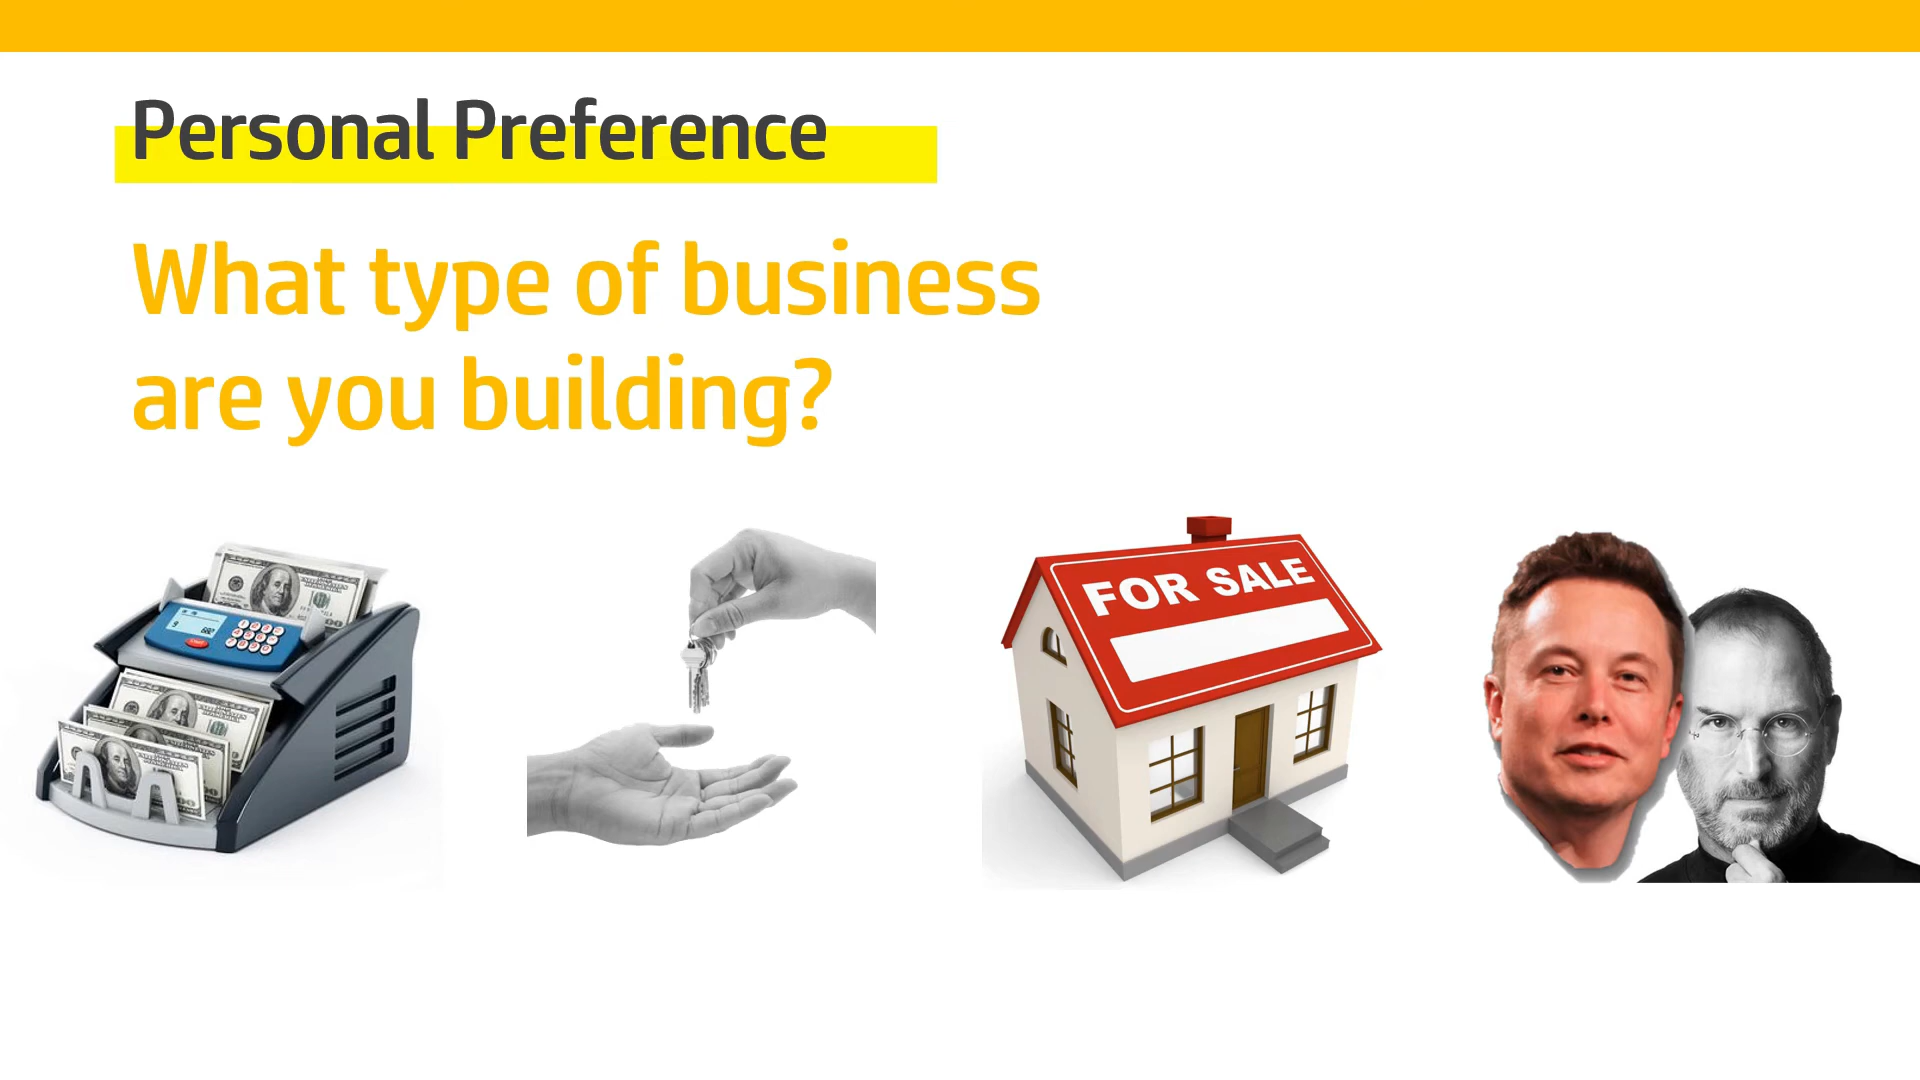 Personal Preference
What type of business
are you building?
FOR SALE